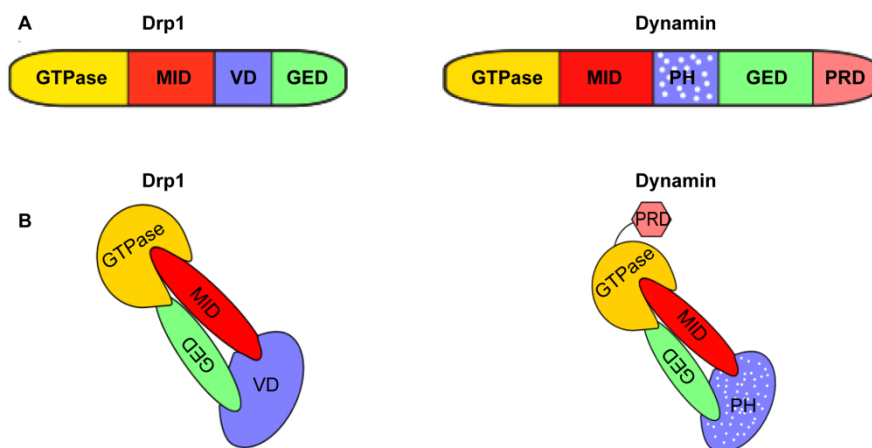 A Drp1 Dynamin
GTPase MID VD GED GTPase MID PH GED PRD
Drp1 Dynamin
B PRD
GTPase GTPase
MID MID
GED GED
VD PH